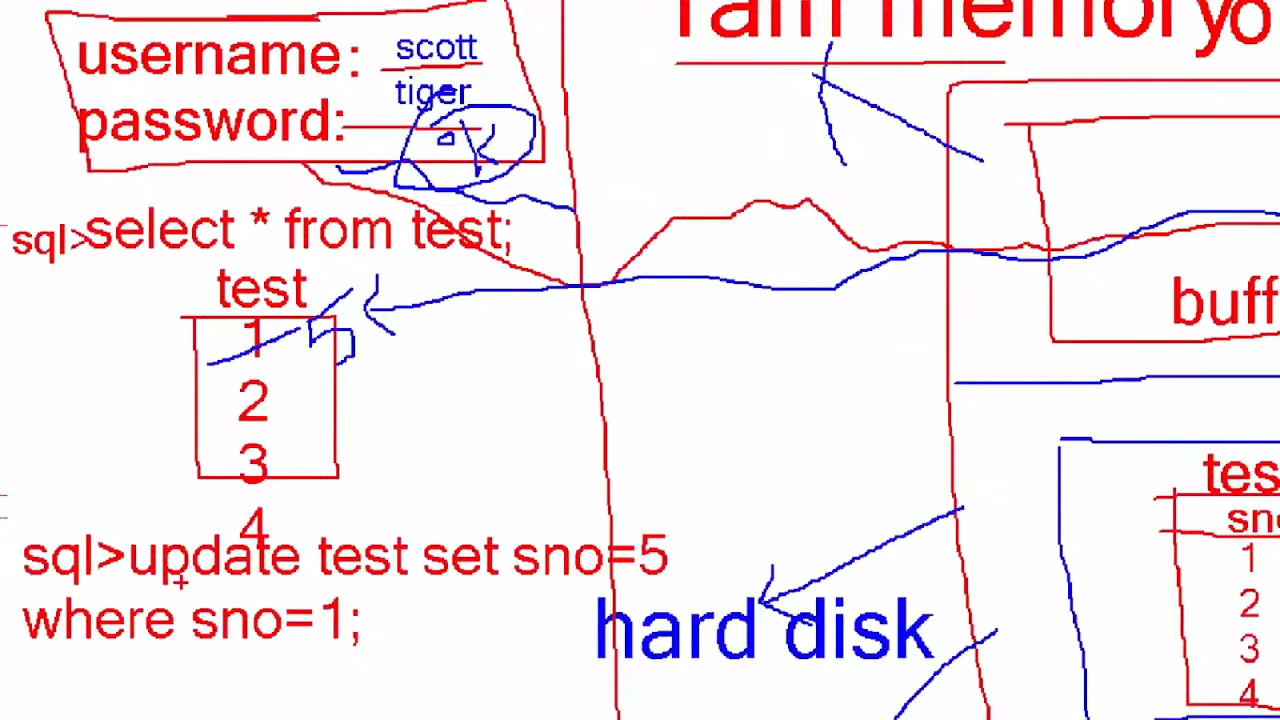 username: scott
password: tiger
ram memory
sql>select * from test;
test
1
2
3
4
5
sql>update test set sno=5
where sno=1;
hard disk
buff
tes
sno
1
2
3
4